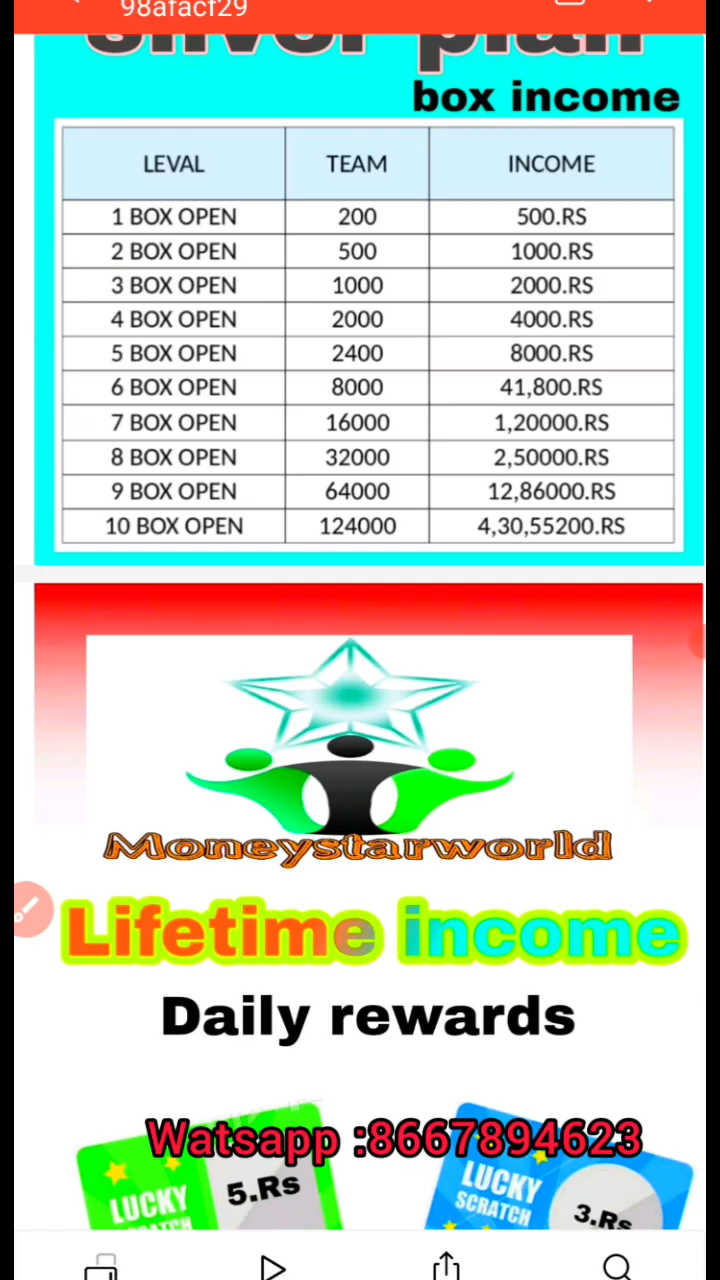 98afacf29
silver plan
box income
LEVAL TEAM INCOME
1 BOX OPEN 200 500.RS
2 BOX OPEN 500 1000.RS
3 BOX OPEN 1000 2000.RS
4 BOX OPEN 2000 4000.RS
5 BOX OPEN 2400 8000.RS
6 BOX OPEN 8000 41,800.RS
7 BOX OPEN 16000 1,20000.RS
8 BOX OPEN 32000 2,50000.RS
9 BOX OPEN 64000 12,86000.RS
10 BOX OPEN 124000 4,30,55200.RS
Moneystarworld
Lifetime income
Daily rewards
Watsapp :8667894623
LUCKY 5.Rs
SCRATCH
LUCKY
SCRATCH 3.Rs